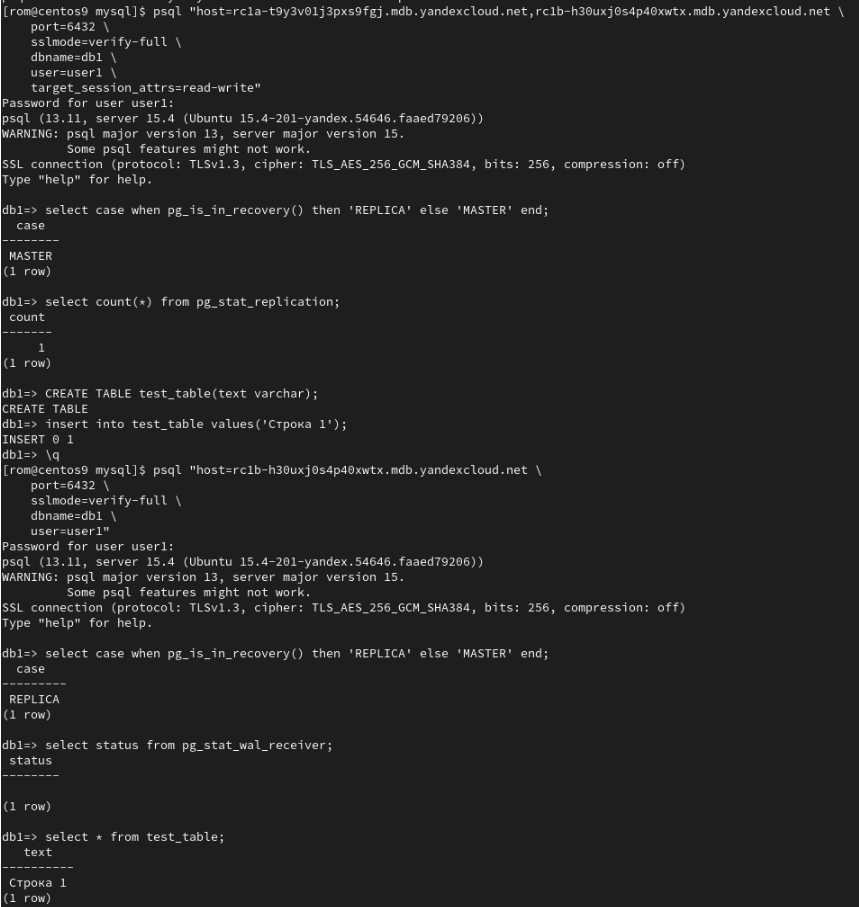 [rom@centos9 mysql]$ psql "host=rc1a-t9y3v01j3pxs9fgj.mdb.yandexcloud.net,rc1b-h30uxj0s4p40xwtx.mdb.yandexcloud.net \
    port=6432 \
    sslmode=verify-full \
    dbname=db1 \
    user=user1 \
    target_session_attrs=read-write"
Password for user user1:
psql (13.11, server 15.4 (Ubuntu 15.4-201-yandex.54646.faaed79206))
WARNING: psql major version 13, server major version 15.
         Some psql features might not work.
SSL connection (protocol: TLSv1.3, cipher: TLS_AES_256_GCM_SHA384, bits: 256, compression: off)
Type "help" for help.

db1=> select case when pg_is_in_recovery() then 'REPLICA' else 'MASTER' end;
  case
--------
 MASTER
(1 row)

db1=> select count(*) from pg_stat_replication;
 count
-------
     1
(1 row)

db1=> CREATE TABLE test_table(text varchar);
CREATE TABLE
db1=> insert into test_table values('Строка 1');
INSERT 0 1
db1=> \q
[rom@centos9 mysql]$ psql "host=rc1b-h30uxj0s4p40xwtx.mdb.yandexcloud.net \
    port=6432 \
    sslmode=verify-full \
    dbname=db1 \
    user=user1"
Password for user user1:
psql (13.11, server 15.4 (Ubuntu 15.4-201-yandex.54646.faaed79206))
WARNING: psql major version 13, server major version 15.
         Some psql features might not work.
SSL connection (protocol: TLSv1.3, cipher: TLS_AES_256_GCM_SHA384, bits: 256, compression: off)
Type "help" for help.

db1=> select case when pg_is_in_recovery() then 'REPLICA' else 'MASTER' end;
  case
---------
 REPLICA
(1 row)

db1=> select status from pg_stat_wal_receiver;
 status
--------

(1 row)

db1=> select * from test_table;
   text
----------
 Строка 1
(1 row)